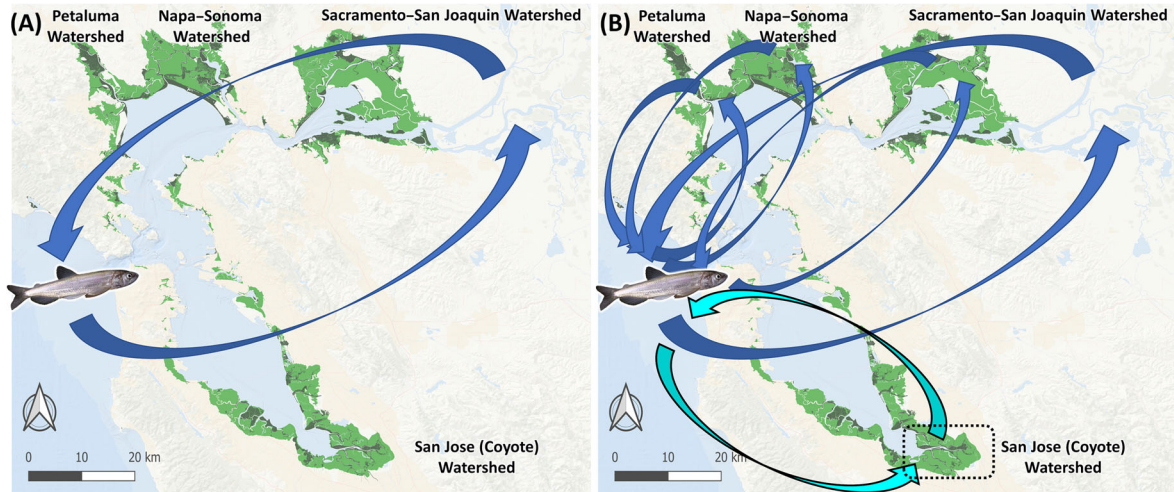 (A)
Petaluma
Watershed
Napa–Sonoma
Watershed
Sacramento–San Joaquin Watershed
San Jose (Coyote)
Watershed
0 10 20 km
(B)
Petaluma
Watershed
Napa–Sonoma
Watershed
Sacramento–San Joaquin Watershed
San Jose (Coyote)
Watershed
0 10 20 km